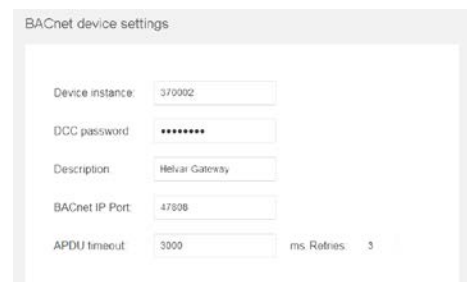 BACnet device settings
Device instance: 370002
DCC password ••••••••
Description: Helvar Gateway
BACnet IP Port: 47808
APDU timeout: 3000 ms. Retries: 3